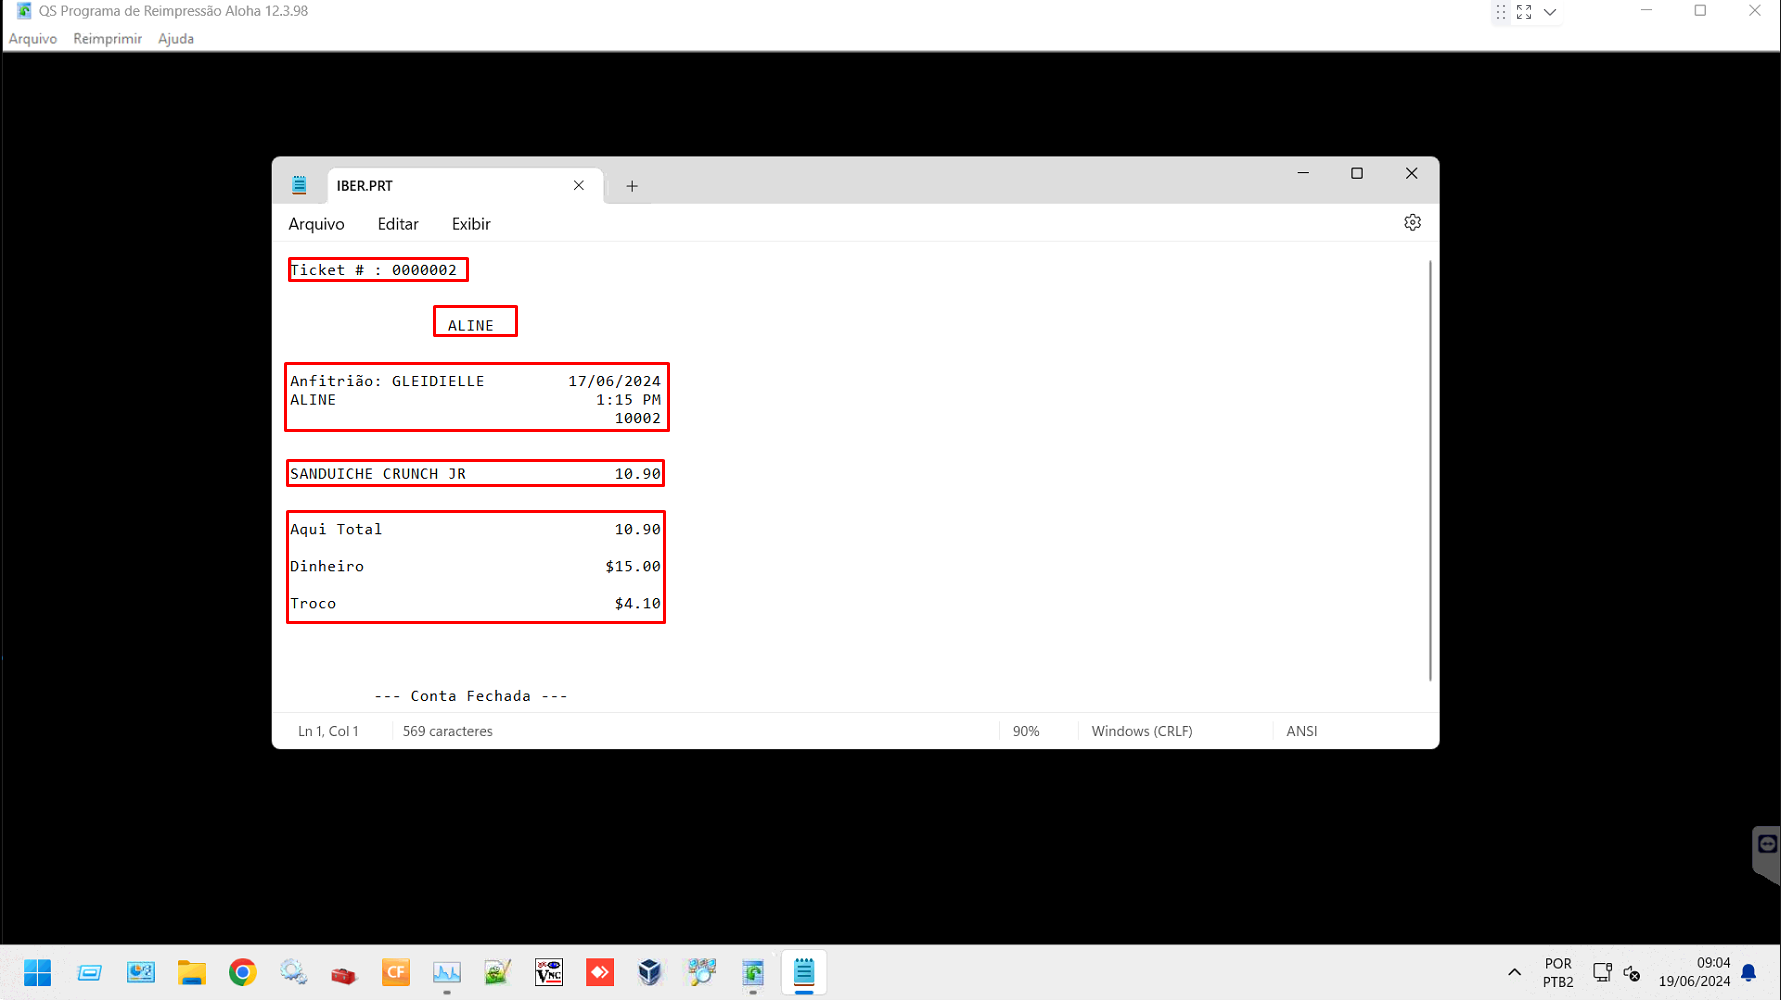 QS Programa de Reimpressão Aloha 12.3.98
Arquivo Reimprimir Ajuda
IBER.PRT
Arquivo Editar Exibir
Ticket # : 0000002
ALINE
Anfitrião: GLEIDIELLE 17/06/2024
ALINE 1:15 PM
10002
SANDUICHE CRUNCH JR 10.90
Aqui Total 10.90
Dinheiro $15.00
Troco $4.10
--- Conta Fechada ---
Ln 1, Col 1 569 caracteres 90% Windows (CRLF) ANSI
CF
VNC
POR
PTB2
09:04
19/06/2024